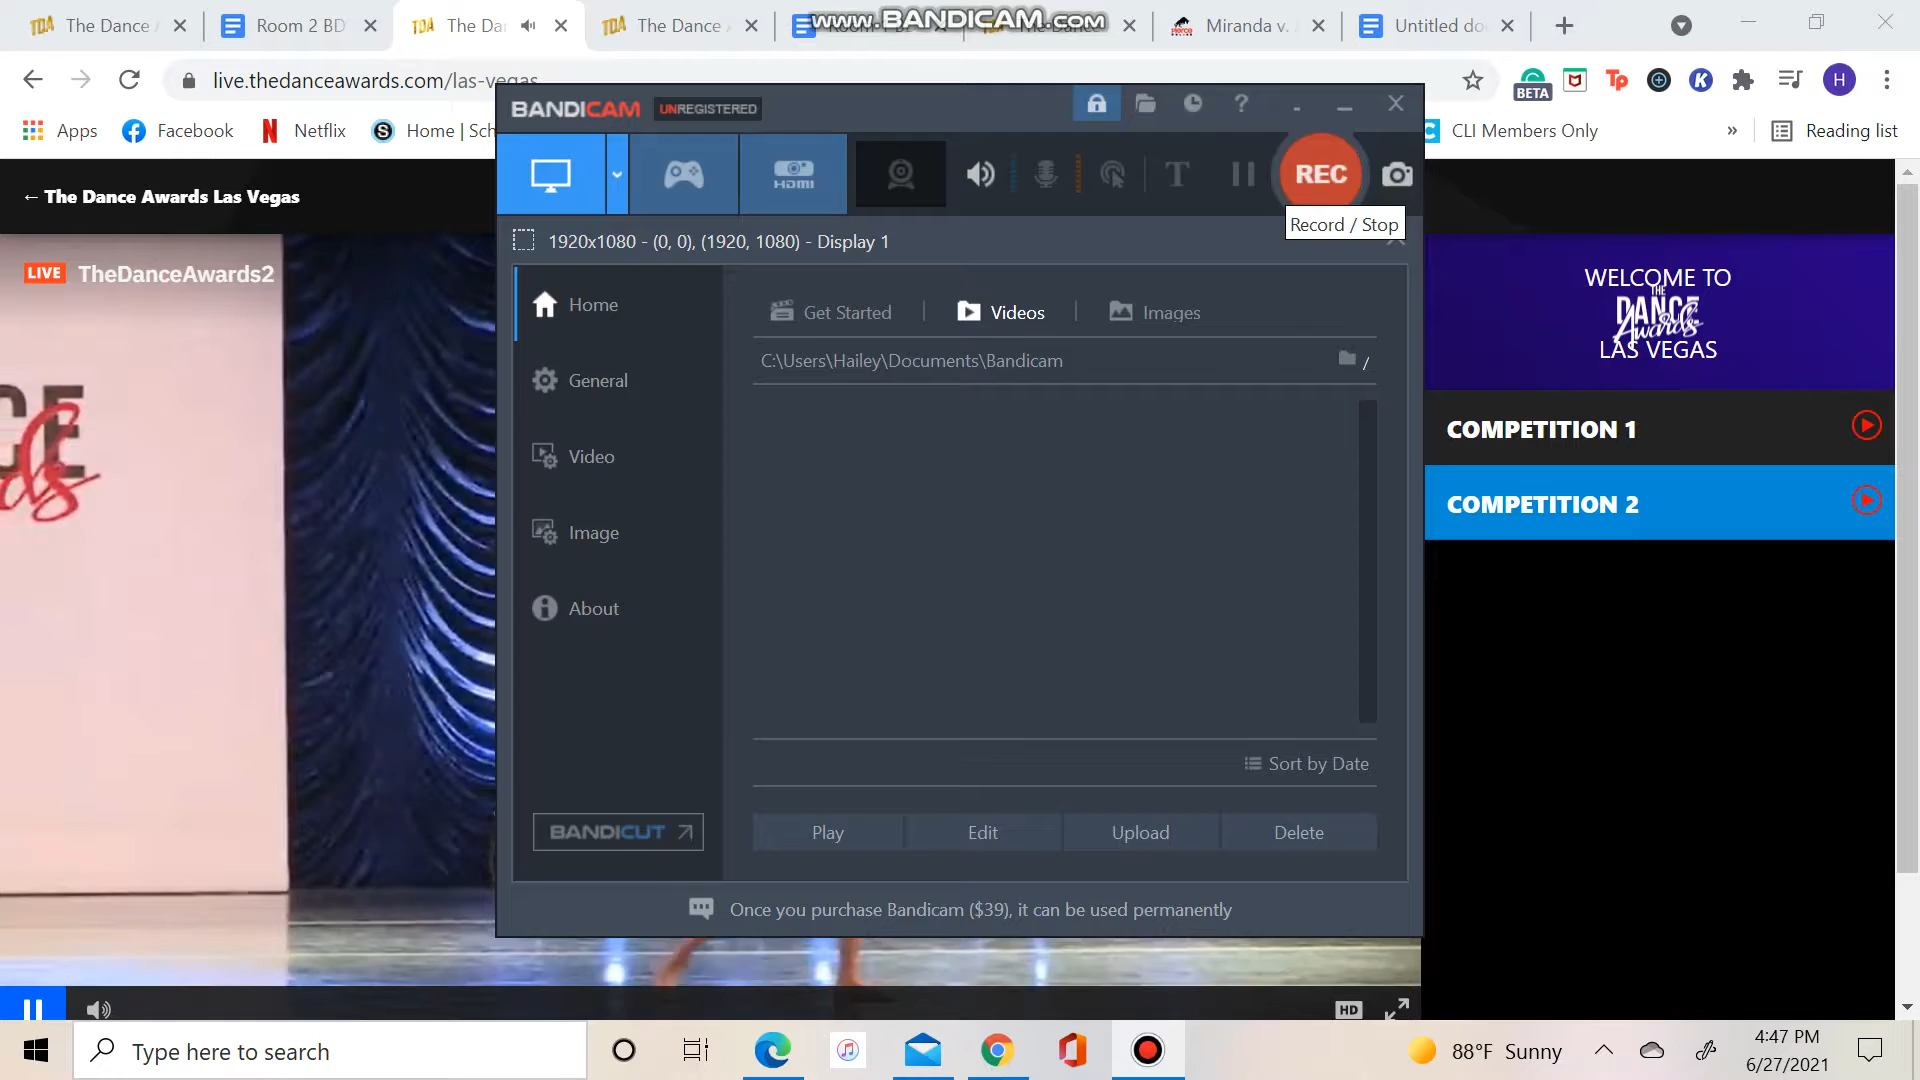 The Dance
Room 2 BD
The Dan
The Dance
www.BANDICAM.com
Miranda v.
Untitled do
live.thedanceawards.com/las-vegas
BETA
Tp
K
H
Apps
Facebook
Netflix
Home | Sch
CLI Members Only
»
Reading list
← The Dance Awards Las Vegas
LIVE TheDanceAwards2
BANDICAM UNREGISTERED
HDMI
T
REC
Record / Stop
1920x1080 - (0, 0), (1920, 1080) - Display 1
Home
General
Video
Image
About
BANDICUT
Get Started
Videos
Images
C:\Users\Hailey\Documents\Bandicam
/
Sort by Date
Play
Edit
Upload
Delete
Once you purchase Bandicam ($39), it can be used permanently
WELCOME TO
THE
DANCE
Awards
LAS VEGAS
COMPETITION 1
COMPETITION 2
HD
Type here to search
88°F Sunny
4:47 PM
6/27/2021